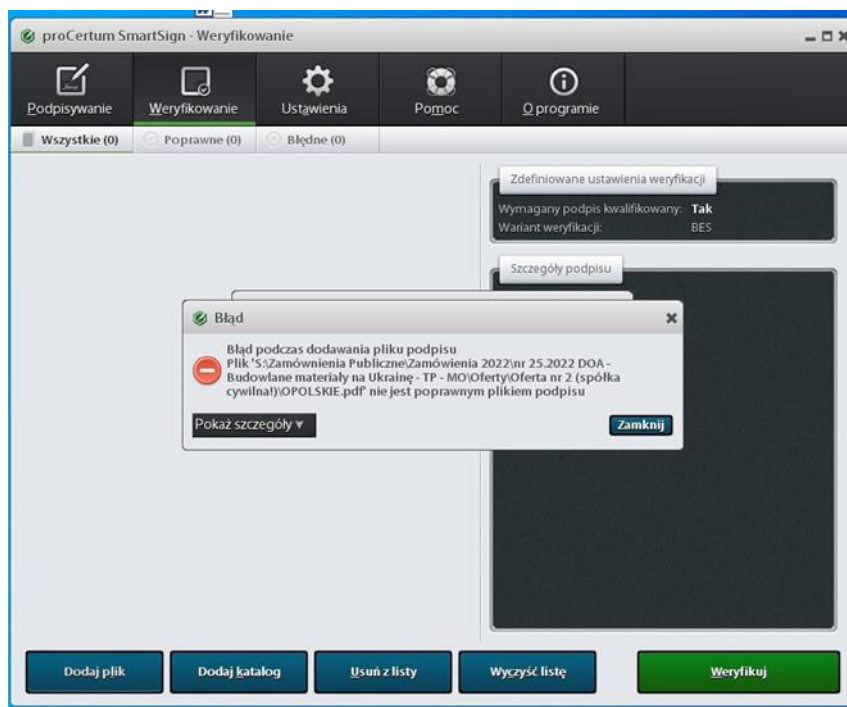 proCertum SmartSign - Weryfikowanie
Podpisywanie
Weryfikowanie
Ustawienia
Pomoc
O programie
Wszystkie (0)
Poprawne (0)
Błędne (0)
Zdefiniowane ustawienia weryfikacji
Wymagany podpis kwalifikowany: Tak
Wariant weryfikacji: BES
Szczegóły podpisu
Błąd
Błąd podczas dodawania pliku podpisu
Plik 'S:\Zamównienia Publiczne\Zamówienia 2022\nr 25.2022 DOA -
Budowlane materiały na Ukrainę - TP - MO\Oferty\Oferta nr 2 (spółka
cywilna!)\OPOLSKIE.pdf' nie jest poprawnym plikiem podpisu
Pokaż szczegóły
Zamknij
Dodaj plik
Dodaj katalog
Usuń z listy
Wyczyść listę
Weryfikuj